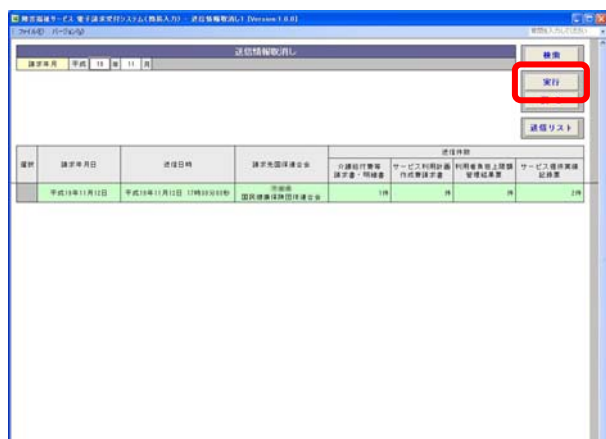 障害福祉サービス 電子請求受付システム(簡易入力) - 送信情報取消し [Version 1.0.0]
ファイル(F) バージョン(V)
送信情報取消し
検索
請求年月 平成 18 年 11 月
実行
送信リスト
送信件数
選択 請求年月日 送信日時 請求先国保連合会 介護給付費等請求書・明細書 サービス利用計画作成費請求書 利用者負担上限額管理結果票 サービス提供実績記録票
平成18年11月12日 平成18年11月12日 17時38分00秒 国民健康保険団体連合会 1件 件 件 2件